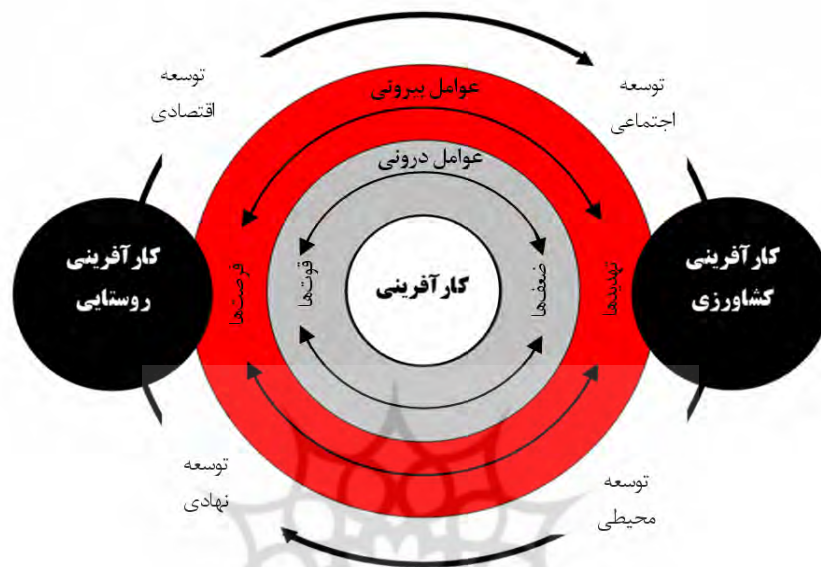 توسعه
اجتماعی
توسعه
اقتصادی
عوامل بیرونی
عوامل درونی
کارآفرینی
کشاورزی
تهدیدها
ضعف‌ها
کارآفرینی
قوت‌ها
فرصت‌ها
کارآفرینی
روستایی
توسعه
محیطی
توسعه
نهادی